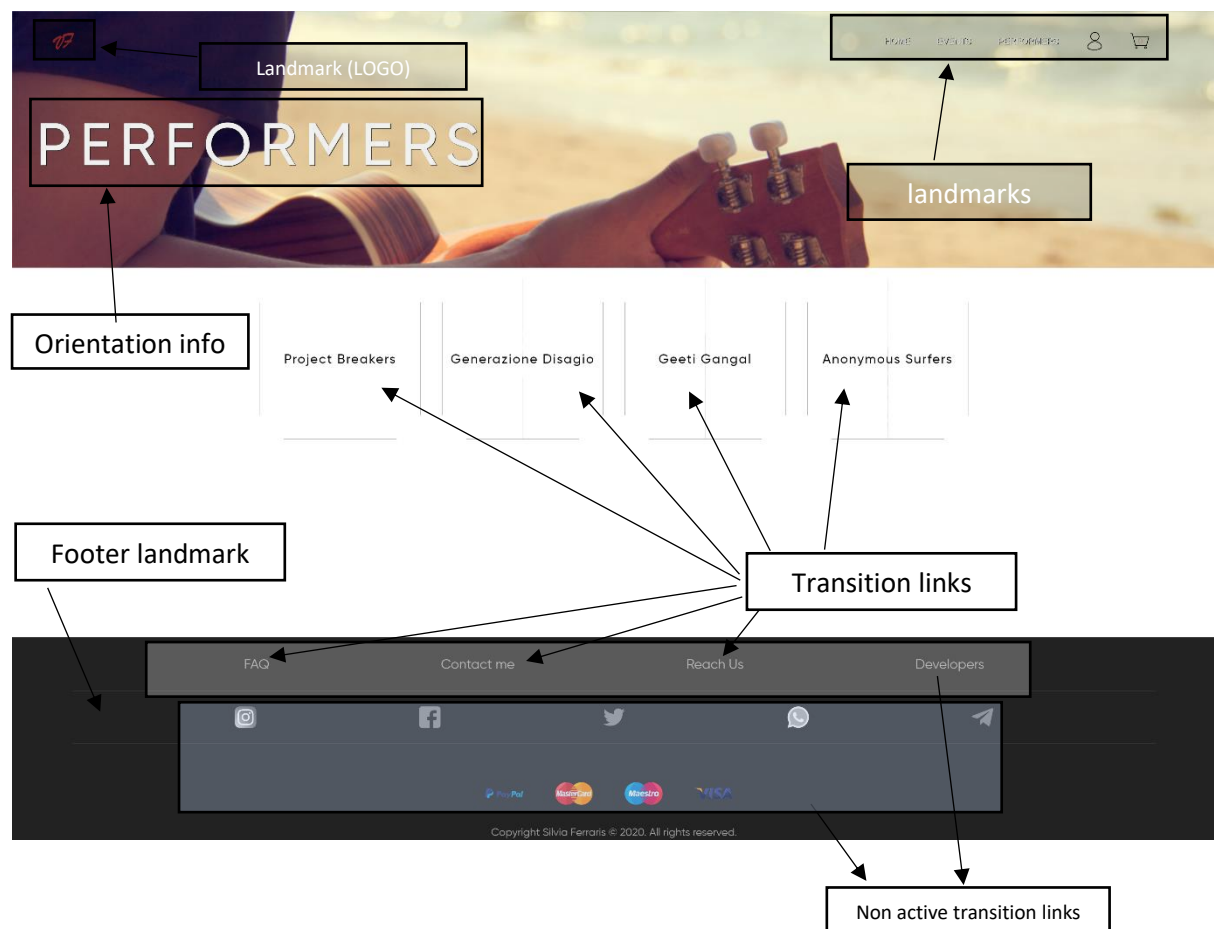 VF
HOME EVENTS PERFORMERS
Landmark (LOGO)
PERFORMERS
landmarks
Orientation info
Project Breakers Generazione Disagio Geeti Gangal Anonymous Surfers
Footer landmark
Transition links
FAQ Contact me Reach Us Developers
PayPal MasterCard Maestro VISA
Copyright Silvia Ferraris © 2020. All rights reserved.
Non active transition links